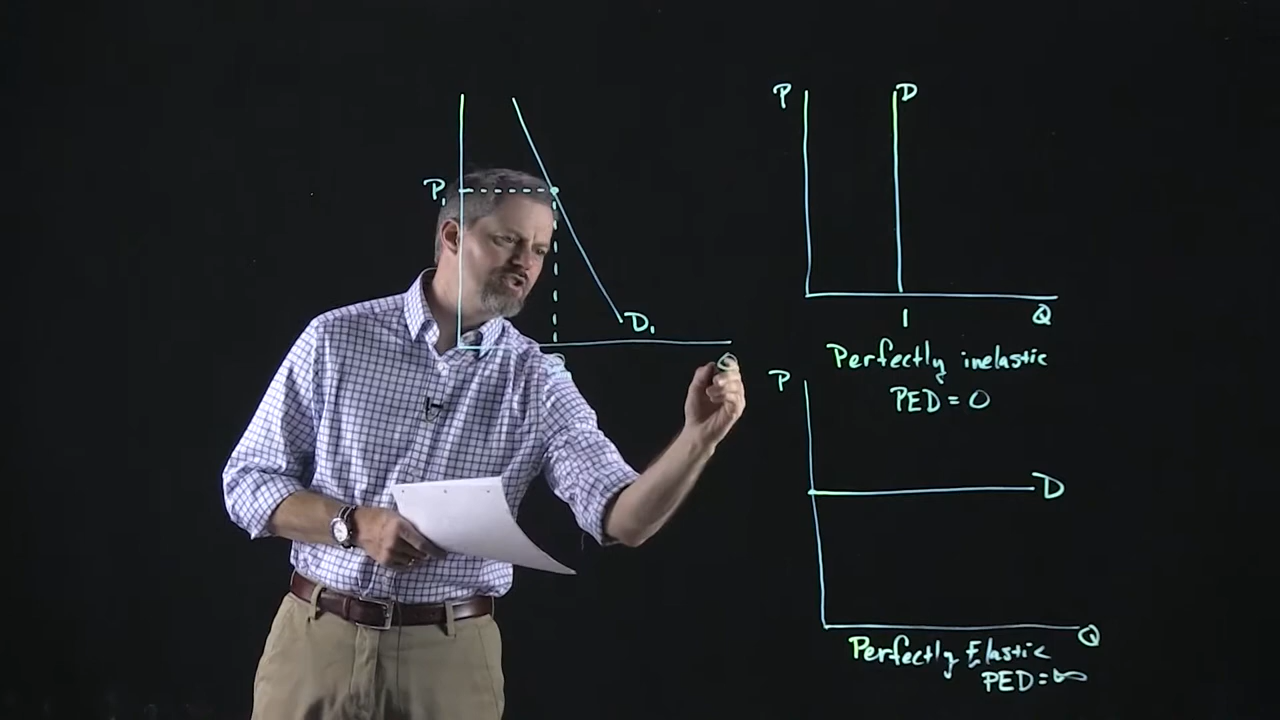 P₁
D₁
P
D
1
Q
Perfectly inelastic
PED = 0
P
D
Q
Perfectly Elastic
PED = ∞